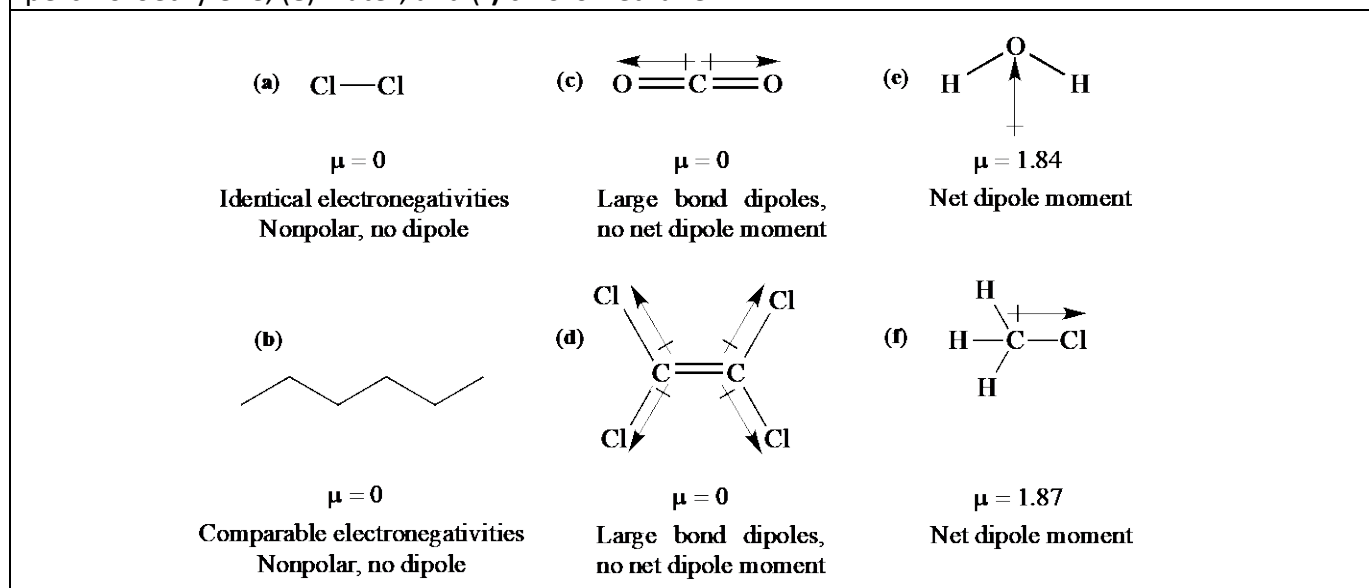 (a) Cl—Cl
μ = 0
Identical electronegativities
Nonpolar, no dipole
(c) O=C=O
μ = 0
Large bond dipoles,
no net dipole moment
(e) O
H H
μ = 1.84
Net dipole moment
(b)
μ = 0
Comparable electronegativities
Nonpolar, no dipole
(d)
Cl Cl
C=C
Cl Cl
μ = 0
Large bond dipoles,
no net dipole moment
(f)
H
H—C—Cl
H
μ = 1.87
Net dipole moment